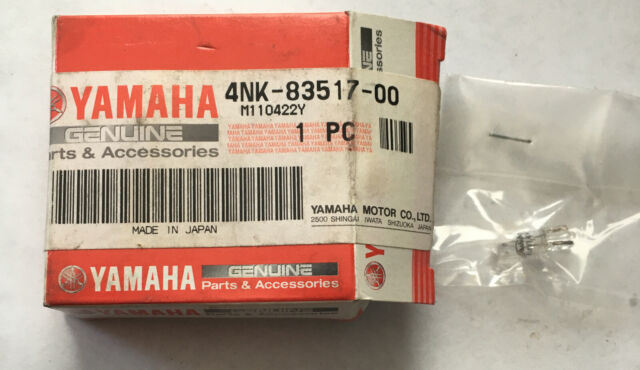 YAMAHA
GENUINE
Parts & Accessories
4NK-83517-00
M110422Y
1 PC
YAMAHA MOTOR CO., LTD.
2500 SHINGAI IWATA SHIZUOKA JAPAN
MADE IN JAPAN
YAMAHA
GENUINE
Parts & Accessories